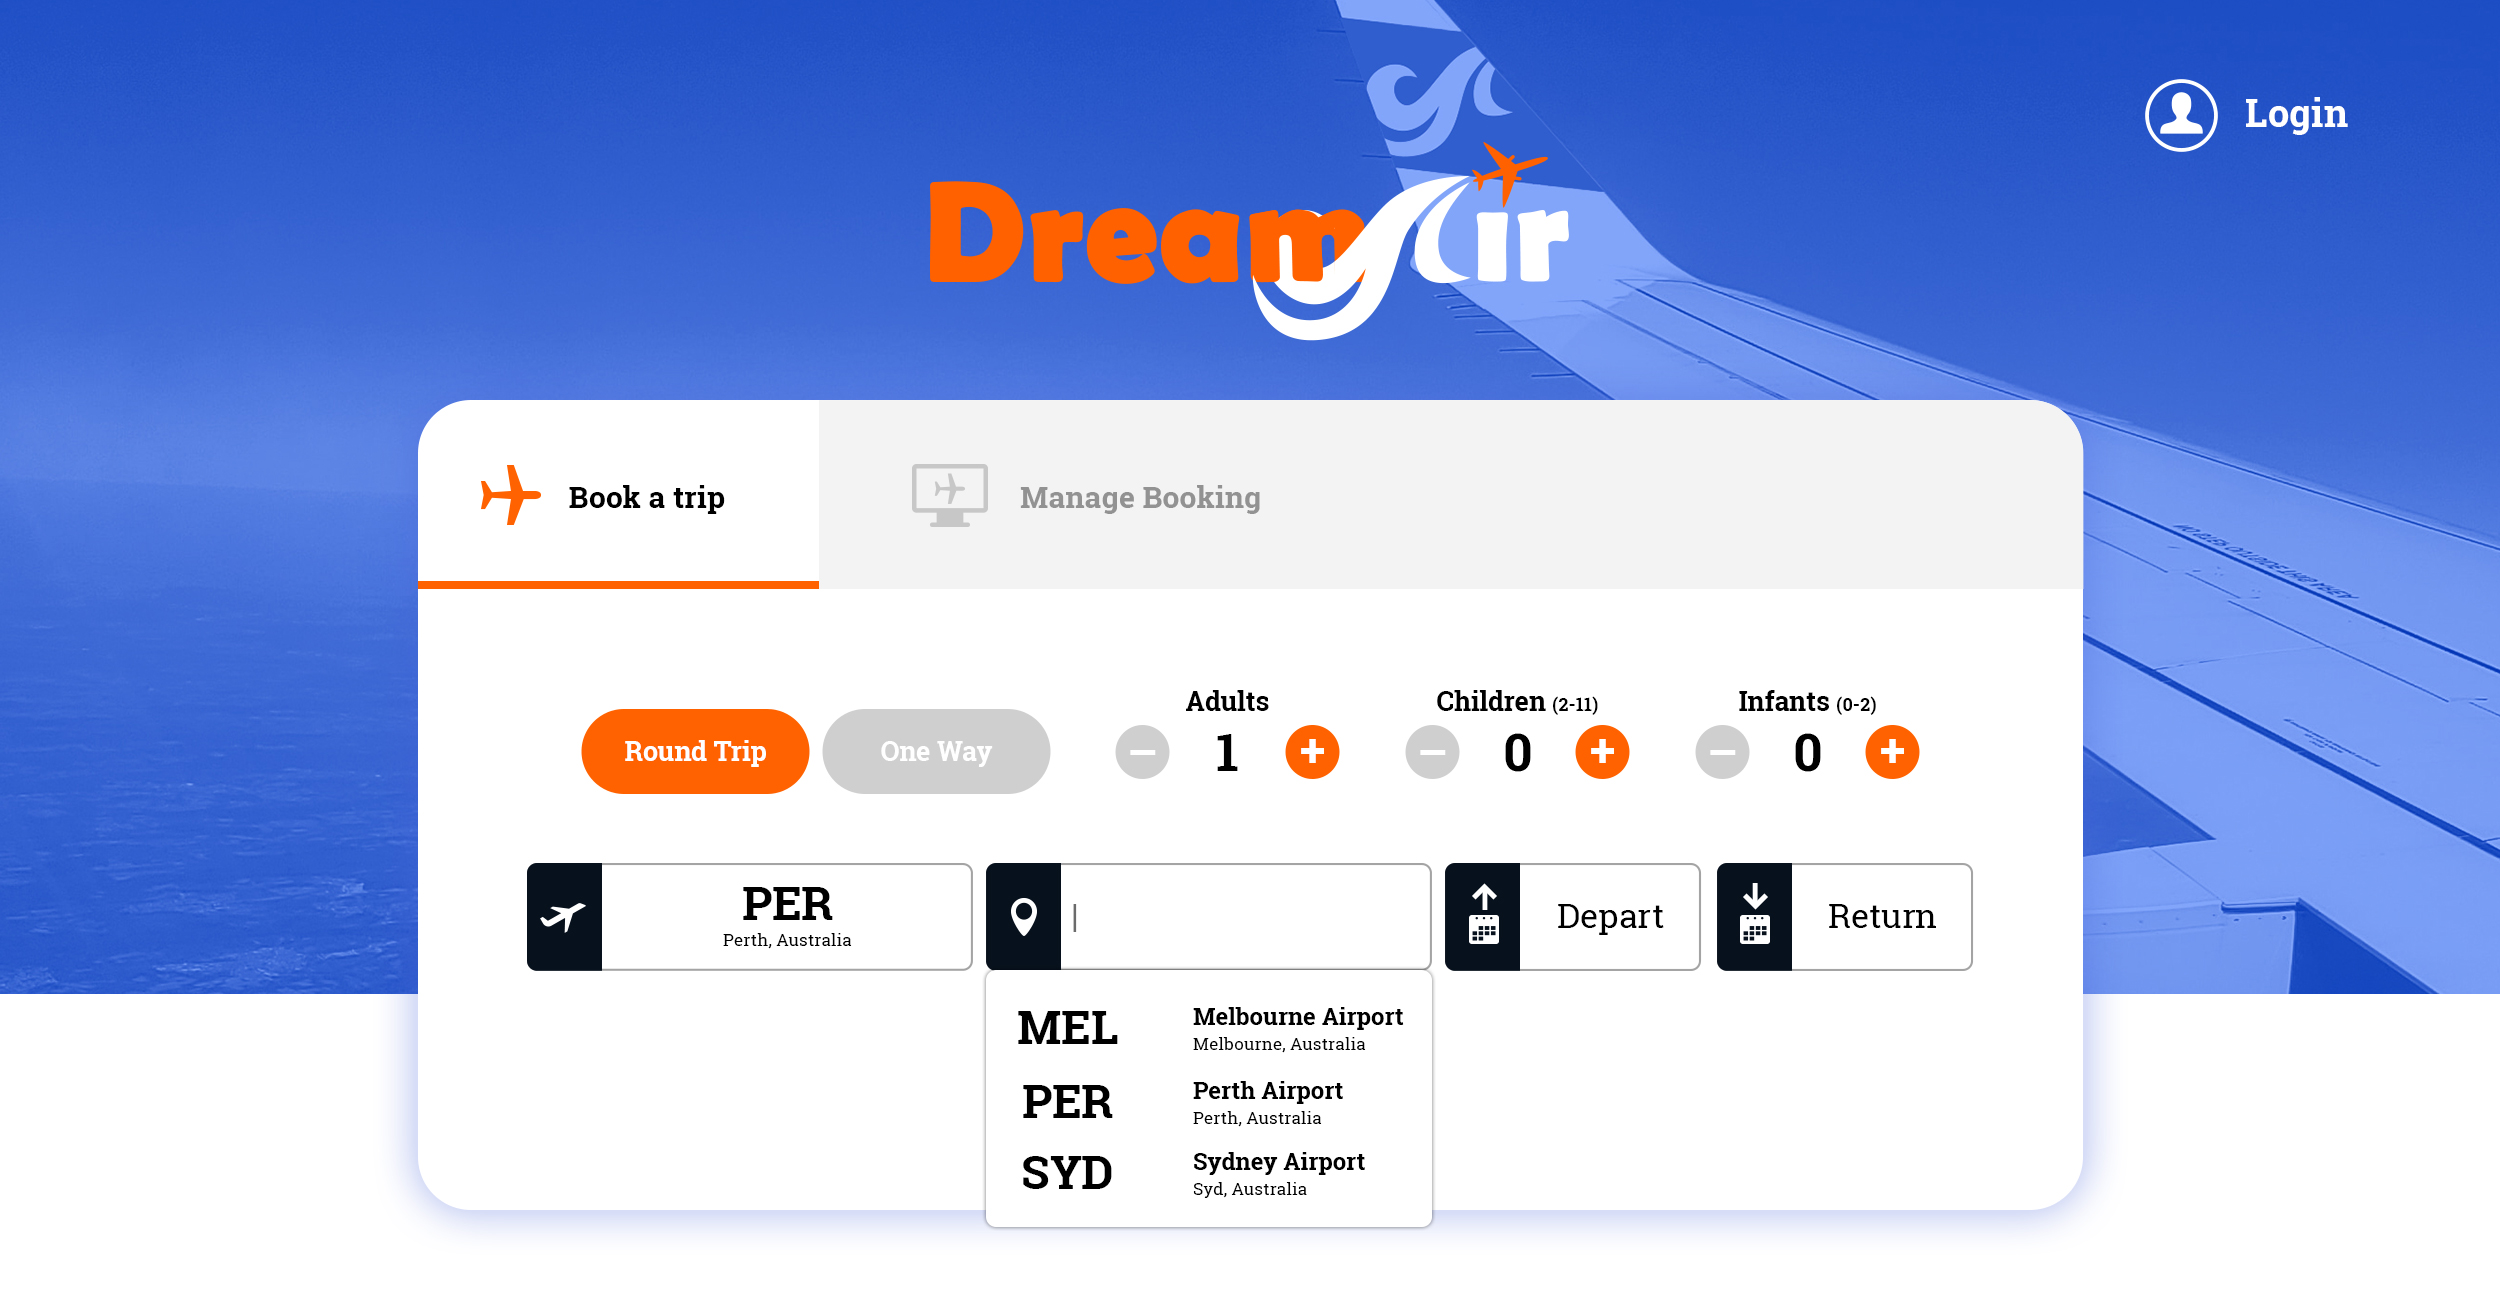 Login
Dream Air
Book a trip
Manage Booking
Adults
Children (2-11)
Infants (0-2)
Round Trip
One Way
1
0
0
PER
Perth, Australia
Depart
Return
MEL
Melbourne Airport
Melbourne, Australia
PER
Perth Airport
Perth, Australia
SYD
Sydney Airport
Syd, Australia